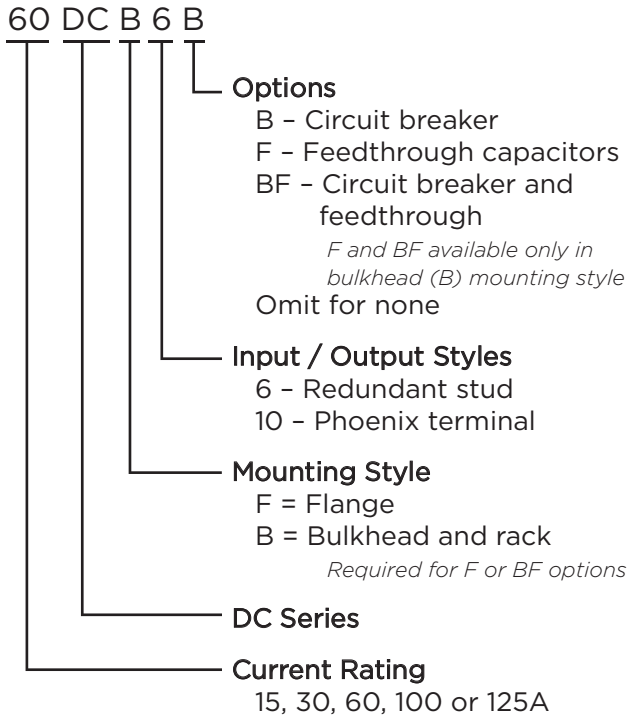 60 DC B 6 B
Options
B – Circuit breaker
F – Feedthrough capacitors
BF – Circuit breaker and
feedthrough
F and BF available only in
bulkhead (B) mounting style
Omit for none
Input / Output Styles
6 – Redundant stud
10 – Phoenix terminal
Mounting Style
F = Flange
B = Bulkhead and rack
Required for F or BF options
DC Series
Current Rating
15, 30, 60, 100 or 125A